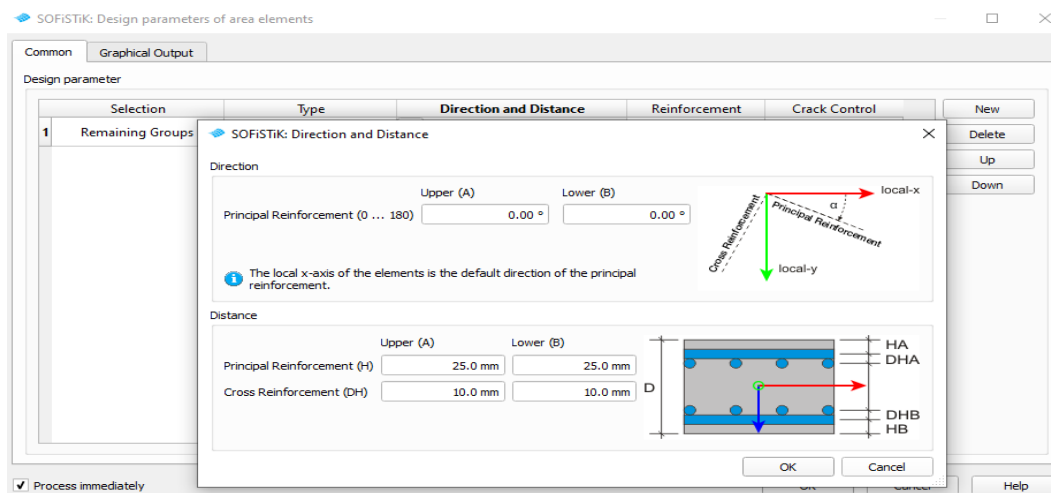 SOFiSTiK: Design parameters of area elements
Common Graphical Output
Design parameter
Selection Type Direction and Distance Reinforcement Crack Control New
1 Remaining Groups
Delete
Up
Down
SOFiSTiK: Direction and Distance
Direction
Upper (A) Lower (B)
Principal Reinforcement (0 ... 180) 0.00 ° 0.00 °
The local x-axis of the elements is the default direction of the principal
reinforcement.
local-x
α
Principal Reinforcement
Cross Reinforcement
local-y
Distance
Upper (A) Lower (B)
Principal Reinforcement (H) 25.0 mm 25.0 mm
Cross Reinforcement (DH) 10.0 mm 10.0 mm
D
HA
DHA
DHB
HB
OK Cancel
Process immediately
OK Cancel Help